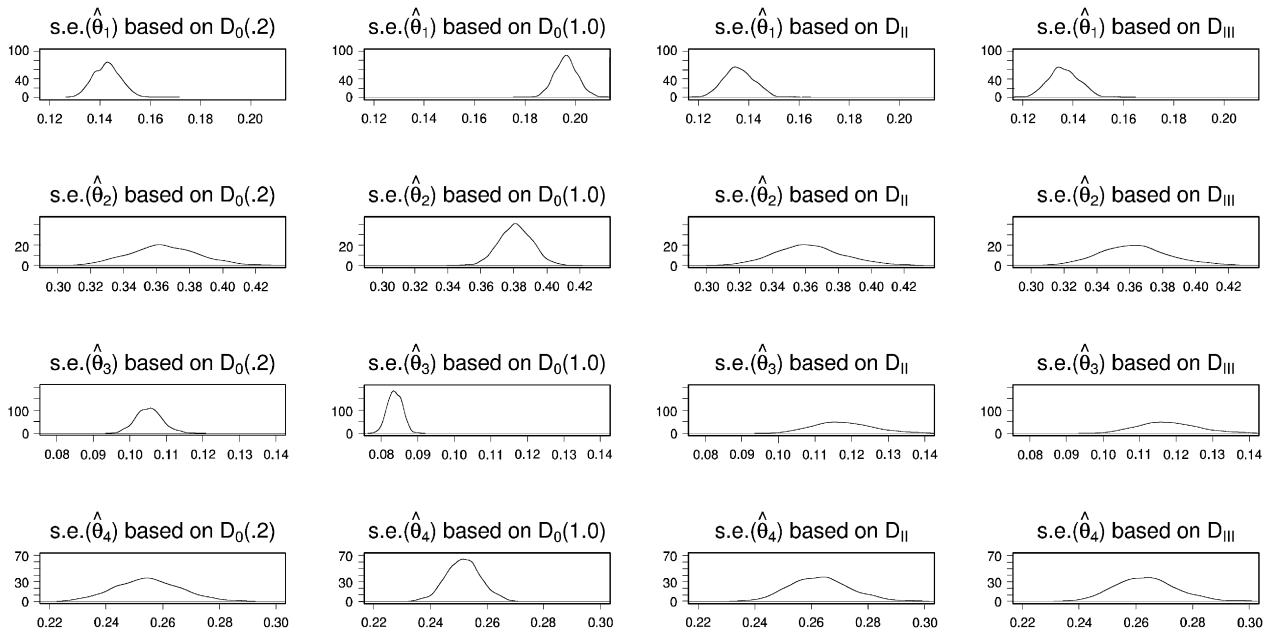 s.e.(θ̂₁) based on D₀(.2)
s.e.(θ̂₁) based on D₀(1.0)
s.e.(θ̂₁) based on D_II
s.e.(θ̂₁) based on D_III
100
40
0
100
40
0
100
40
0
100
40
0
0.12 0.14 0.16 0.18 0.20
0.12 0.14 0.16 0.18 0.20
0.12 0.14 0.16 0.18 0.20
0.12 0.14 0.16 0.18 0.20
s.e.(θ̂₂) based on D₀(.2)
s.e.(θ̂₂) based on D₀(1.0)
s.e.(θ̂₂) based on D_II
s.e.(θ̂₂) based on D_III
20
0
20
0
20
0
20
0
0.30 0.32 0.34 0.36 0.38 0.40 0.42
0.30 0.32 0.34 0.36 0.38 0.40 0.42
0.30 0.32 0.34 0.36 0.38 0.40 0.42
0.30 0.32 0.34 0.36 0.38 0.40 0.42
s.e.(θ̂₃) based on D₀(.2)
s.e.(θ̂₃) based on D₀(1.0)
s.e.(θ̂₃) based on D_II
s.e.(θ̂₃) based on D_III
100
0
100
0
100
0
100
0
0.08 0.09 0.10 0.11 0.12 0.13 0.14
0.08 0.09 0.10 0.11 0.12 0.13 0.14
0.08 0.09 0.10 0.11 0.12 0.13 0.14
0.08 0.09 0.10 0.11 0.12 0.13 0.14
s.e.(θ̂₄) based on D₀(.2)
s.e.(θ̂₄) based on D₀(1.0)
s.e.(θ̂₄) based on D_II
s.e.(θ̂₄) based on D_III
70
30
0
70
30
0
70
30
0
70
30
0
0.22 0.24 0.26 0.28 0.30
0.22 0.24 0.26 0.28 0.30
0.22 0.24 0.26 0.28 0.30
0.22 0.24 0.26 0.28 0.30